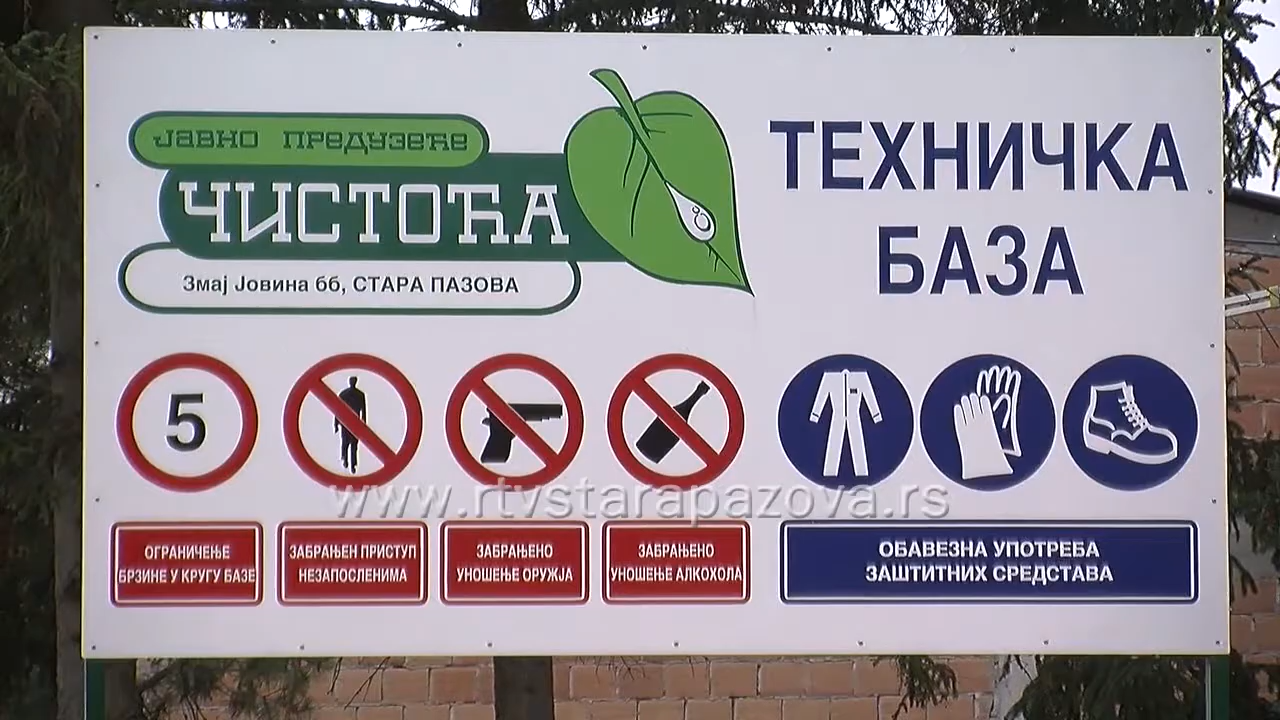 ЈАВНО ПРЕДУЗЕЋЕ
ЧИСТОЋА
Змај Јовина бб, СТАРА ПАЗОВА
ТЕХНИЧКА
БАЗА
5
www.rtvstarapazova.rs
ОГРАНИЧЕЊЕ
БРЗИНЕ У КРУГУ БАЗЕ
ЗАБРАЊЕН ПРИСТУП
НЕЗАПОСЛЕНИМА
ЗАБРАЊЕНО
УНОШЕЊЕ ОРУЖЈА
ЗАБРАЊЕНО
УНОШЕЊЕ АЛКОХОЛА
ОБАВЕЗНА УПОТРЕБА
ЗАШТИТНИХ СРЕДСТАВА